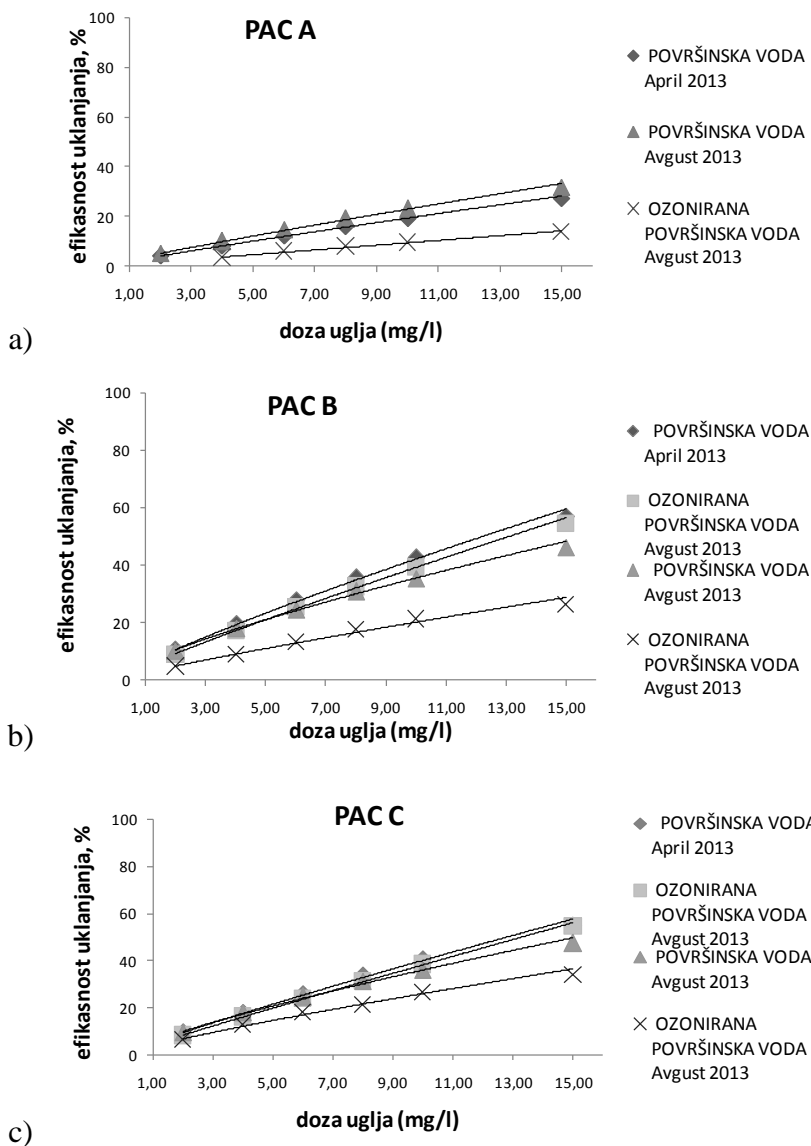 PAC A
efikasnost uklanjanja, %
100
80
60
40
20
0
1,00 3,00 5,00 7,00 9,00 11,00 13,00 15,00
doza uglja (mg/l)
POVRŠINSKA VODA
April 2013
POVRŠINSKA VODA
Avgust 2013
OZONIRANA
POVRŠINSKA VODA
Avgust 2013
a)
PAC B
efikasnost uklanjanja, %
100
80
60
40
20
0
1,00 3,00 5,00 7,00 9,00 11,00 13,00 15,00
doza uglja (mg/l)
POVRŠINSKA VODA
April 2013
OZONIRANA
POVRŠINSKA VODA
Avgust 2013
POVRŠINSKA VODA
Avgust 2013
OZONIRANA
POVRŠINSKA VODA
Avgust 2013
b)
PAC C
efikasnost uklanjanja, %
100
80
60
40
20
0
1,00 3,00 5,00 7,00 9,00 11,00 13,00 15,00
doza uglja (mg/l)
POVRŠINSKA VODA
April 2013
OZONIRANA
POVRŠINSKA VODA
Avgust 2013
POVRŠINSKA VODA
Avgust 2013
OZONIRANA
POVRŠINSKA VODA
Avgust 2013
c)